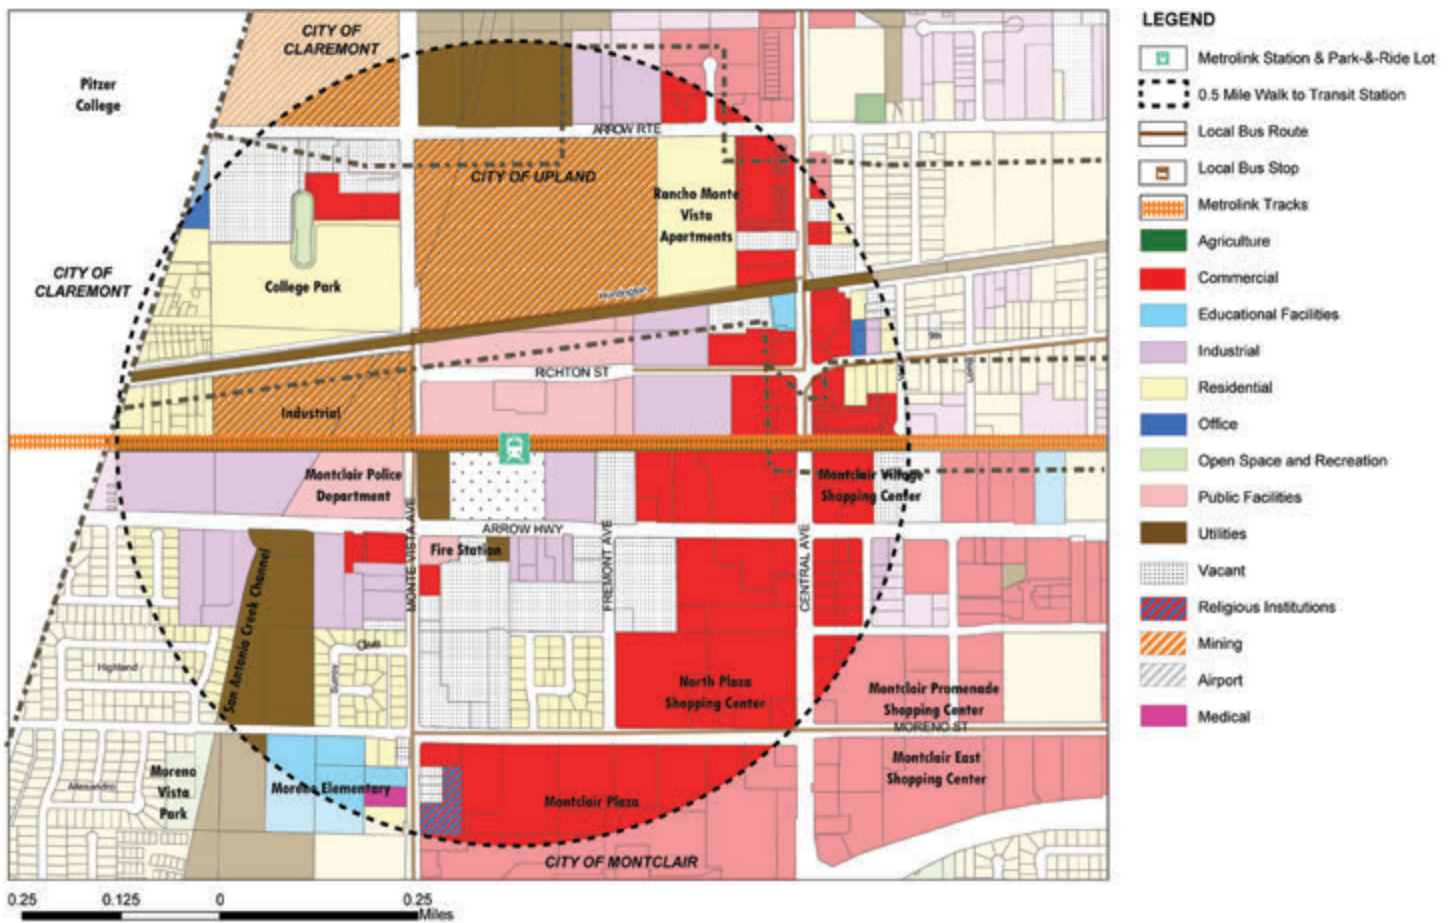 CITY OF
CLAREMONT
Pitzer
College
ARROW RTE
CITY OF UPLAND
Rancho Monte
Vista
Apartments
CITY OF
CLAREMONT
College Park
Huntington
9th
RICHTON ST
Industrial
Montclair Police
Department
Montclair Village
Shopping Center
ARROW HWY
Fire Station
MONTE VISTA AVE
FREMONT AVE
CENTRAL AVE
San Antonio Creek Channel
Highland
Olive
Surrey
North Plaza
Shopping Center
Montclair Promenade
Shopping Center
MORENO ST
Montclair East
Shopping Center
Moreno
Vista
Park
Moreno Elementary
Montclair Plaza
CITY OF MONTCLAIR
0.25
0.125
0
0.25
Miles
LEGEND
Metrolink Station & Park-&-Ride Lot
0.5 Mile Walk to Transit Station
Local Bus Route
Local Bus Stop
Metrolink Tracks
Agriculture
Commercial
Educational Facilities
Industrial
Residential
Office
Open Space and Recreation
Public Facilities
Utilities
Vacant
Religious Institutions
Mining
Airport
Medical